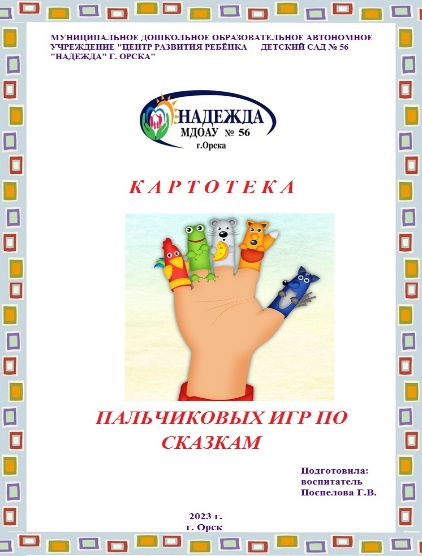 МУНИЦИПАЛЬНОЕ ДОШКОЛЬНОЕ ОБРАЗОВАТЕЛЬНОЕ АВТОНОМНОЕ
УЧРЕЖДЕНИЕ "ЦЕНТР РАЗВИТИЯ РЕБЁНКА ДЕТСКИЙ САД № 56
"НАДЕЖДА" Г. ОРСКА"
НАДЕЖДА
МДОАУ № 56
г.Орска
К А Р Т О Т Е К А
ПАЛЬЧИКОВЫХ ИГР ПО
СКАЗКАМ
Подготовила:
воспитатель
Поспелова Г.В.
2023 г.
г. Орск